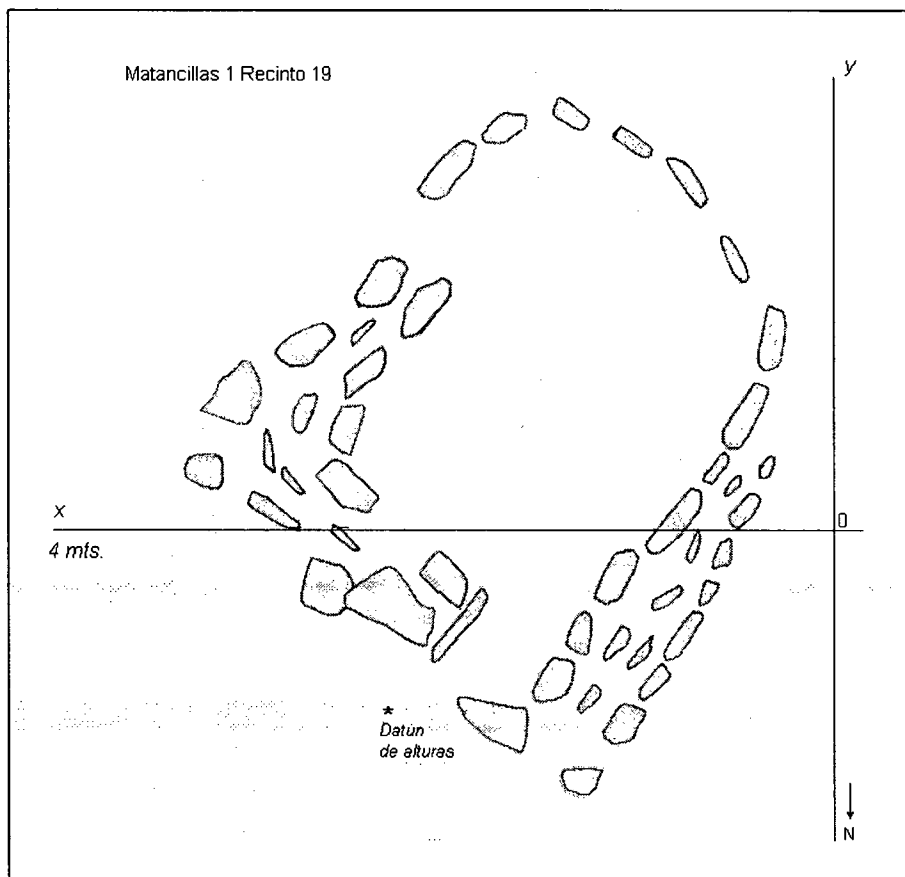 Matancillas 1 Recinto 19
y
x
0
4 mts.
*
Datún
de alturas
N